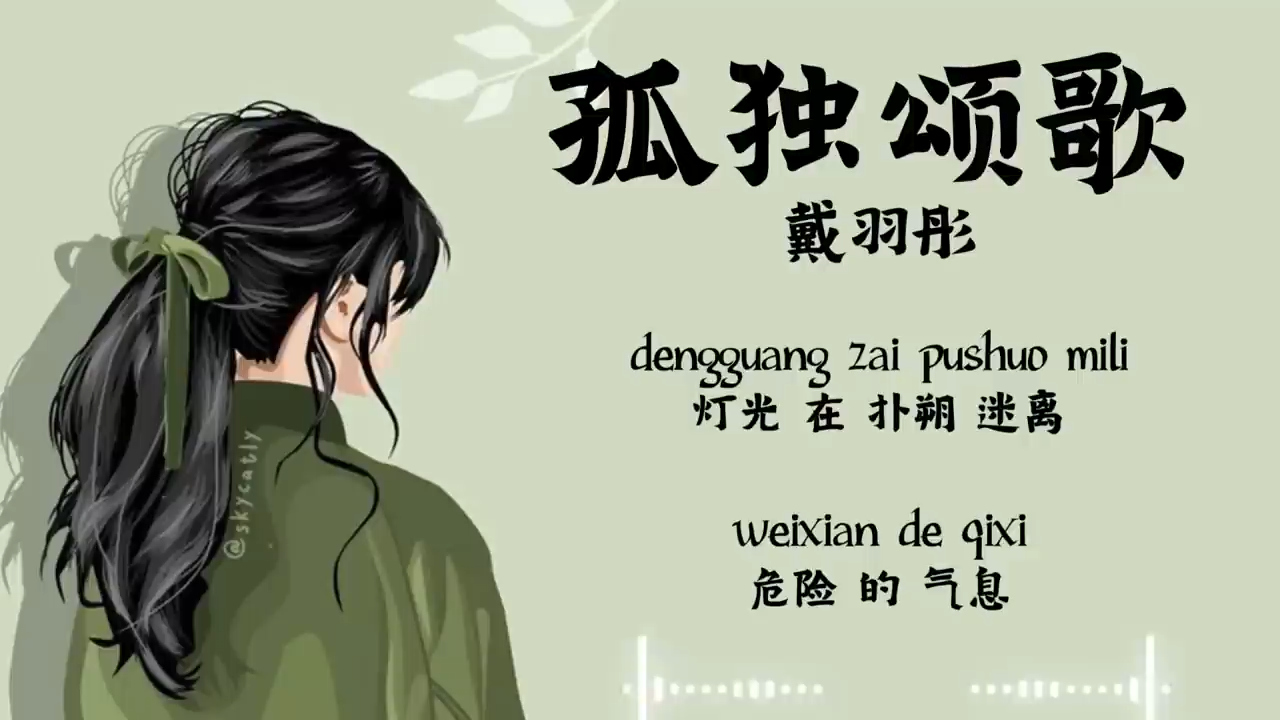 孤独颂歌
戴羽彤
dengguang zai pushuo mili
灯光 在 扑朔 迷离
weixian de qixi
危险 的 气息
@skycatly